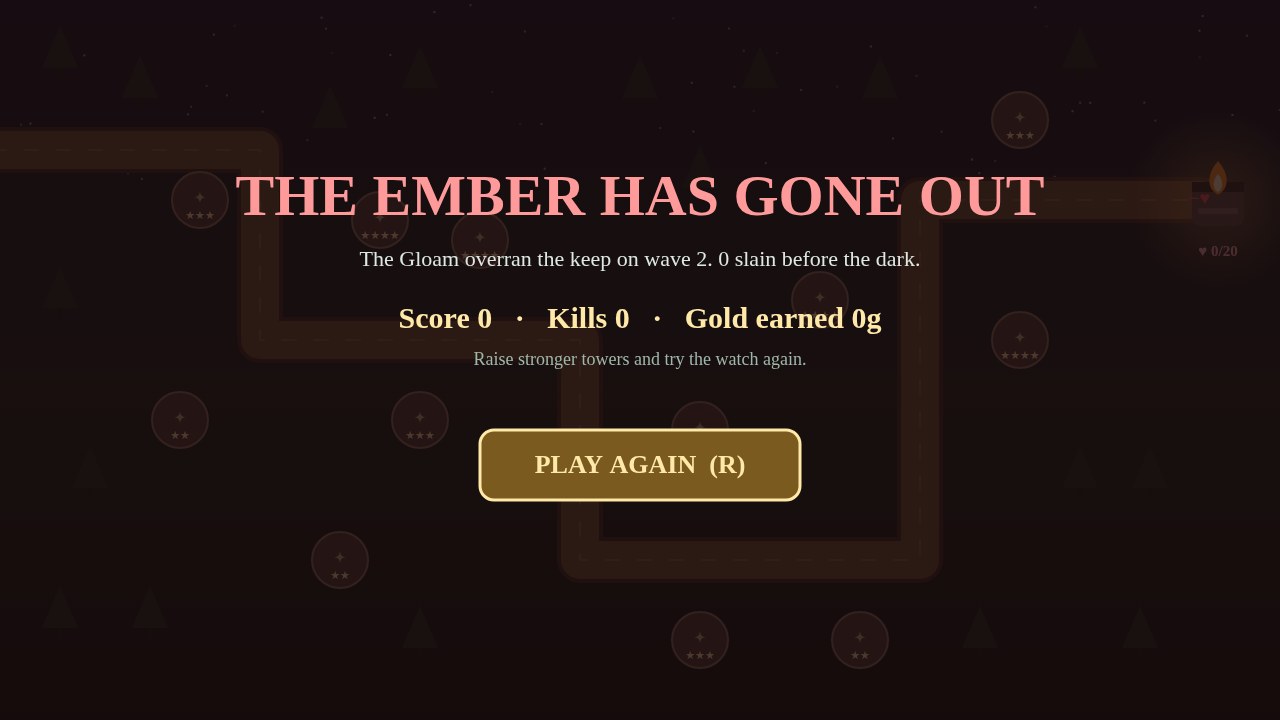 THE EMBER HAS GONE OUT
♥ 0/20
The Gloam overran the keep on wave 2. 0 slain before the dark.
Score 0 · Kills 0 · Gold earned 0g
Raise stronger towers and try the watch again.
PLAY AGAIN (R)